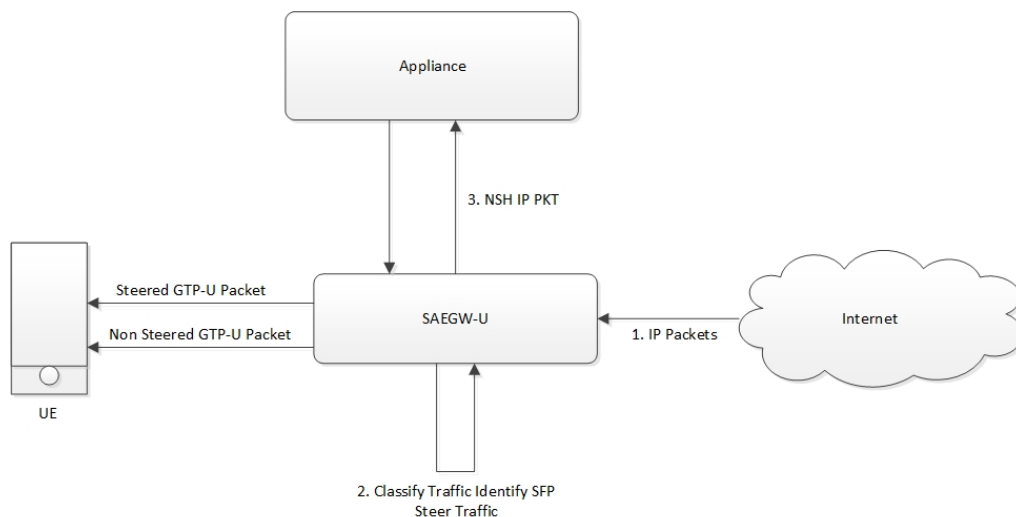 Appliance
3. NSH IP PKT
Steered GTP-U Packet
SAEGW-U
Internet
Non Steered GTP-U Packet
1. IP Packets
UE
2. Classify Traffic Identify SFP
Steer Traffic